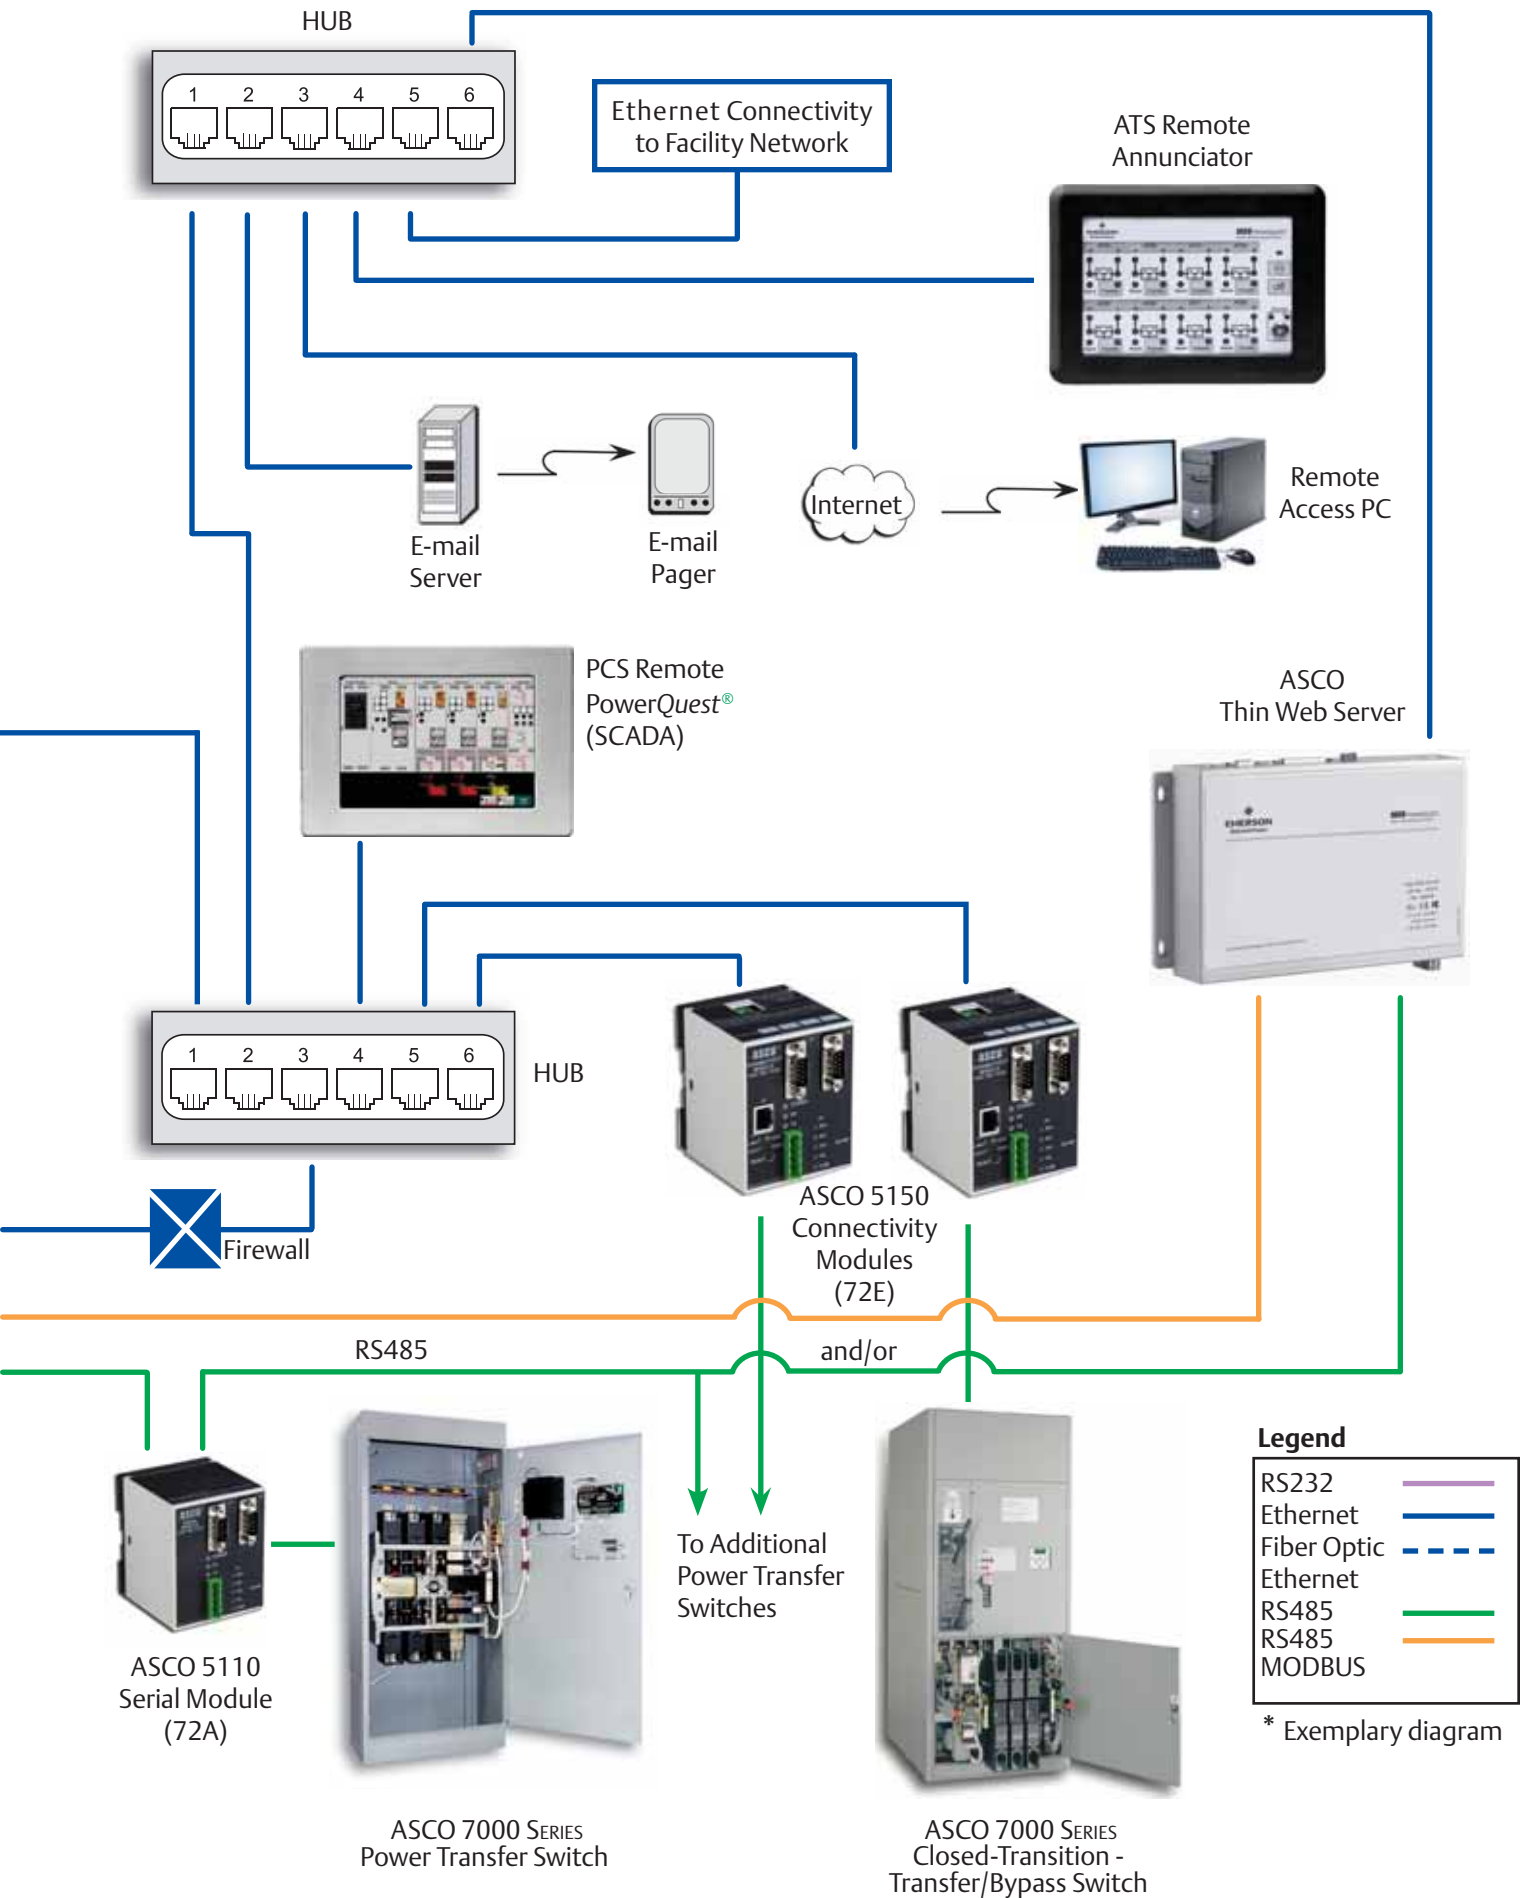 HUB
1 2 3 4 5 6
Ethernet Connectivity
to Facility Network
ATS Remote
Annunciator
E-mail
Server
E-mail
Pager
Internet
Remote
Access PC
PCS Remote
PowerQuest®
(SCADA)
ASCO
Thin Web Server
EMERSON
1 2 3 4 5 6
HUB
Firewall
ASCO 5150
Connectivity
Modules
(72E)
RS485
and/or
To Additional
Power Transfer
Switches
ASCO 5110
Serial Module
(72A)
ASCO 7000 SERIES
Power Transfer Switch
ASCO 7000 SERIES
Closed-Transition -
Transfer/Bypass Switch
Legend
RS232
Ethernet
Fiber Optic
Ethernet
RS485
RS485
MODBUS
* Exemplary diagram